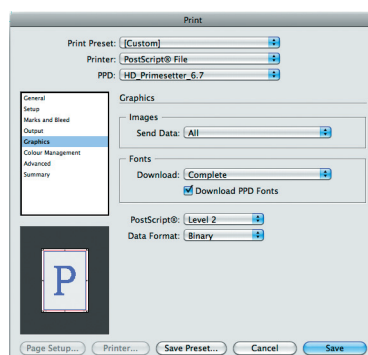 Print
Print Preset: [Custom]
Printer: PostScript® File
PPD: HD_Primesetter_6.7
General
Setup
Marks and Bleed
Output
Graphics
Colour Management
Advanced
Summary
Graphics
Images
Send Data: All
Fonts
Download: Complete
Download PPD Fonts
PostScript®: Level 2
Data Format: Binary
P
Page Setup... Printer... Save Preset... Cancel Save